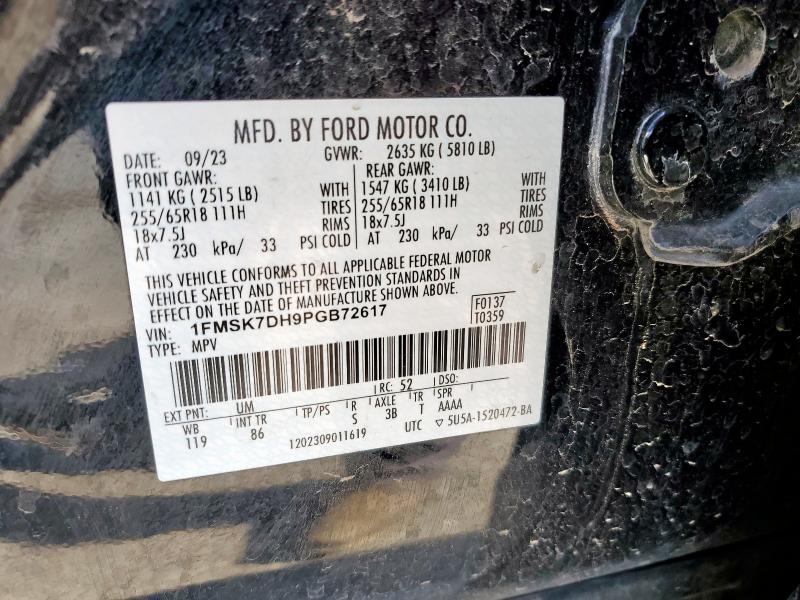 MFD. BY FORD MOTOR CO.
DATE: 09/23 GVWR: 2635 KG ( 5810 LB)
FRONT GAWR: REAR GAWR:
1141 KG ( 2515 LB) WITH 1547 KG ( 3410 LB) WITH
255/65R18 111H TIRES 255/65R18 111H TIRES
18x7.5J RIMS 18x7.5J RIMS
AT 230 kPa/ 33 PSI COLD AT 230 kPa/ 33 PSI COLD
THIS VEHICLE CONFORMS TO ALL APPLICABLE FEDERAL MOTOR
VEHICLE SAFETY AND THEFT PREVENTION STANDARDS IN
EFFECT ON THE DATE OF MANUFACTURE SHOWN ABOVE.
VIN: 1FMSK7DH9PGB72617 F0137
TYPE: MPV T0359
EXT PNT: UM RC: 52 DSO:
WB INT TR TP/PS R AXLE TR SPR
119 86 S 3B T AAAA
1202309011619 UTC ▽ 5U5A-1520472-BA